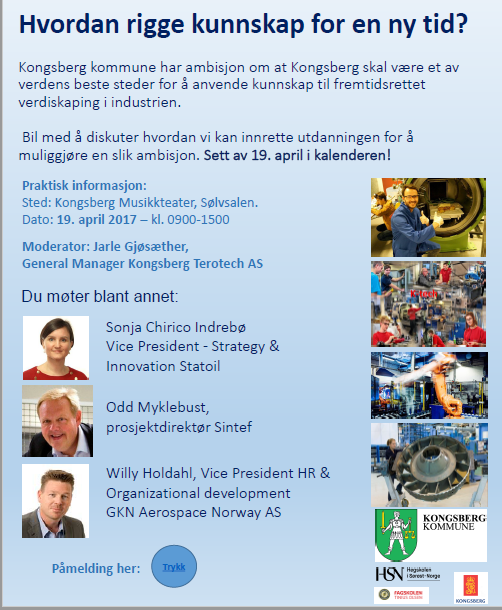 Hvordan rigge kunnskap for en ny tid?
Kongsberg kommune har ambisjon om at Kongsberg skal være et av
verdens beste steder for å anvende kunnskap til fremtidsrettet
verdiskaping i industrien.
Bil med å diskuter hvordan vi kan innrette utdanningen for å
muliggjøre en slik ambisjon. Sett av 19. april i kalenderen!
Praktisk informasjon:
Sted: Kongsberg Musikkteater, Sølvsalen.
Dato: 19. april 2017 – kl. 0900-1500
Moderator: Jarle Gjøsæther,
General Manager Kongsberg Terotech AS
Du møter blant annet:
Sonja Chirico Indrebø
Vice President - Strategy &
Innovation Statoil
Odd Myklebust,
prosjektdirektør Sintef
Willy Holdahl, Vice President HR &
Organizational development
GKN Aerospace Norway AS
Påmelding her:
Trykk
KONGSBERG
KOMMUNE
HSN Høgskolen
i Sørøst-Norge
FAGSKOLEN
TINIUS OLSEN
KONGSBERG